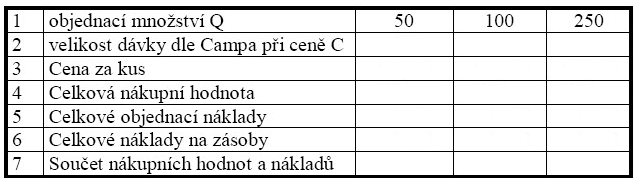 1 objednací množství Q 50 100 250
2 velikost dávky dle Campa při ceně C
3 Cena za kus
4 Celková nákupní hodnota
5 Celkové objednací náklady
6 Celkové náklady na zásoby
7 Součet nákupních hodnot a nákladů